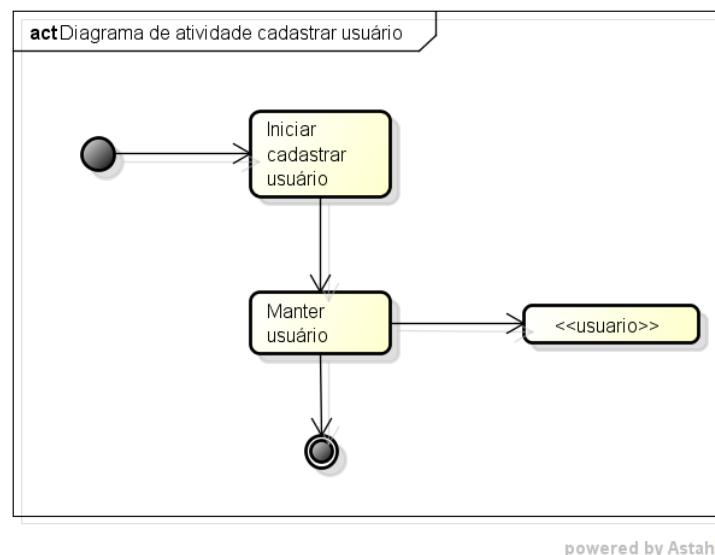 act Diagrama de atividade cadastrar usuário
Iniciar
cadastrar
usuário
Manter
usuário
<<usuario>>
powered by Astah